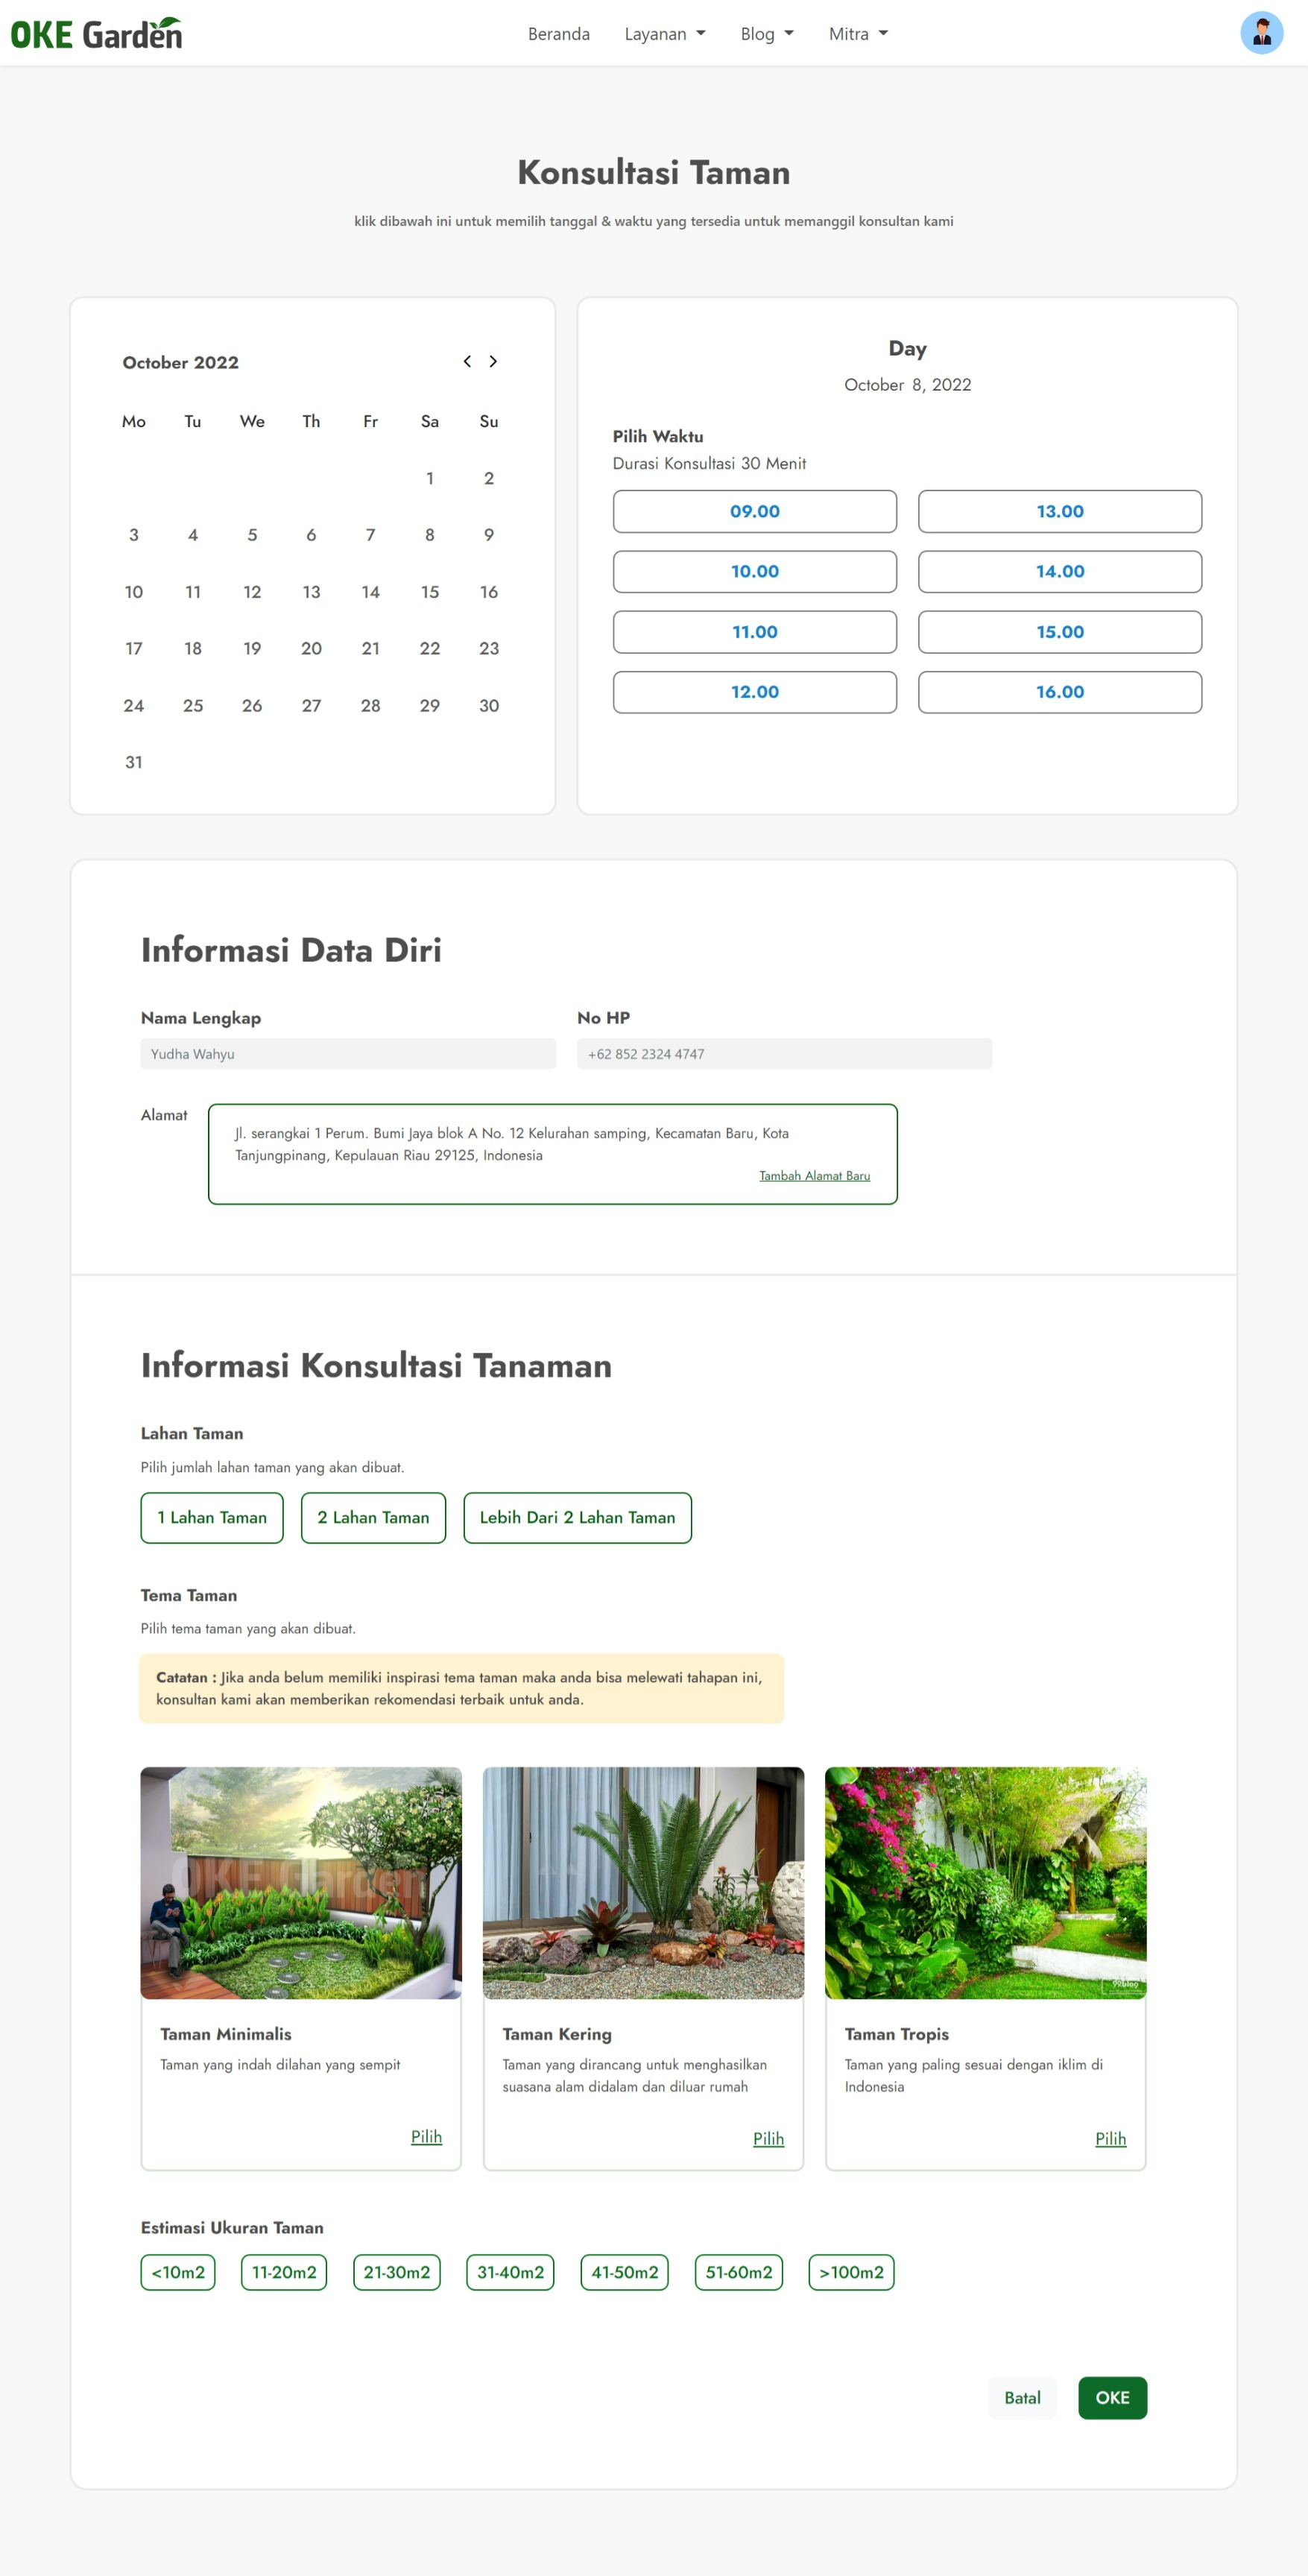 OKE Garden
Beranda
Layanan
Blog
Mitra
Konsultasi Taman
klik dibawah ini untuk memilih tanggal & waktu yang tersedia untuk memanggil konsultan kami
October 2022
Mo Tu We Th Fr Sa Su
1 2
3 4 5 6 7 8 9
10 11 12 13 14 15 16
17 18 19 20 21 22 23
24 25 26 27 28 29 30
31
Day
October 8, 2022
Pilih Waktu
Durasi Konsultasi 30 Menit
09.00 13.00
10.00 14.00
11.00 15.00
12.00 16.00
Informasi Data Diri
Nama Lengkap
Yudha Wahyu
No HP
+62 852 2324 4747
Alamat
Jl. serangkai 1 Perum. Bumi Jaya blok A No. 12 Kelurahan samping, Kecamatan Baru, Kota
Tanjungpinang, Kepulauan Riau 29125, Indonesia
Tambah Alamat Baru
Informasi Konsultasi Tanaman
Lahan Taman
Pilih jumlah lahan taman yang akan dibuat.
1 Lahan Taman
2 Lahan Taman
Lebih Dari 2 Lahan Taman
Tema Taman
Pilih tema taman yang akan dibuat.
Catatan : Jika anda belum memiliki inspirasi tema taman maka anda bisa melewati tahapan ini,
konsultan kami akan memberikan rekomendasi terbaik untuk anda.
OKE Garden
Taman Minimalis
Taman yang indah dilahan yang sempit
Pilih
Taman Kering
Taman yang dirancang untuk menghasilkan
suasana alam didalam dan diluar rumah
Pilih
Taman Tropis
Taman yang paling sesuai dengan iklim di
Indonesia
Pilih
Estimasi Ukuran Taman
<10m2
11-20m2
21-30m2
31-40m2
41-50m2
51-60m2
>100m2
Batal
OKE